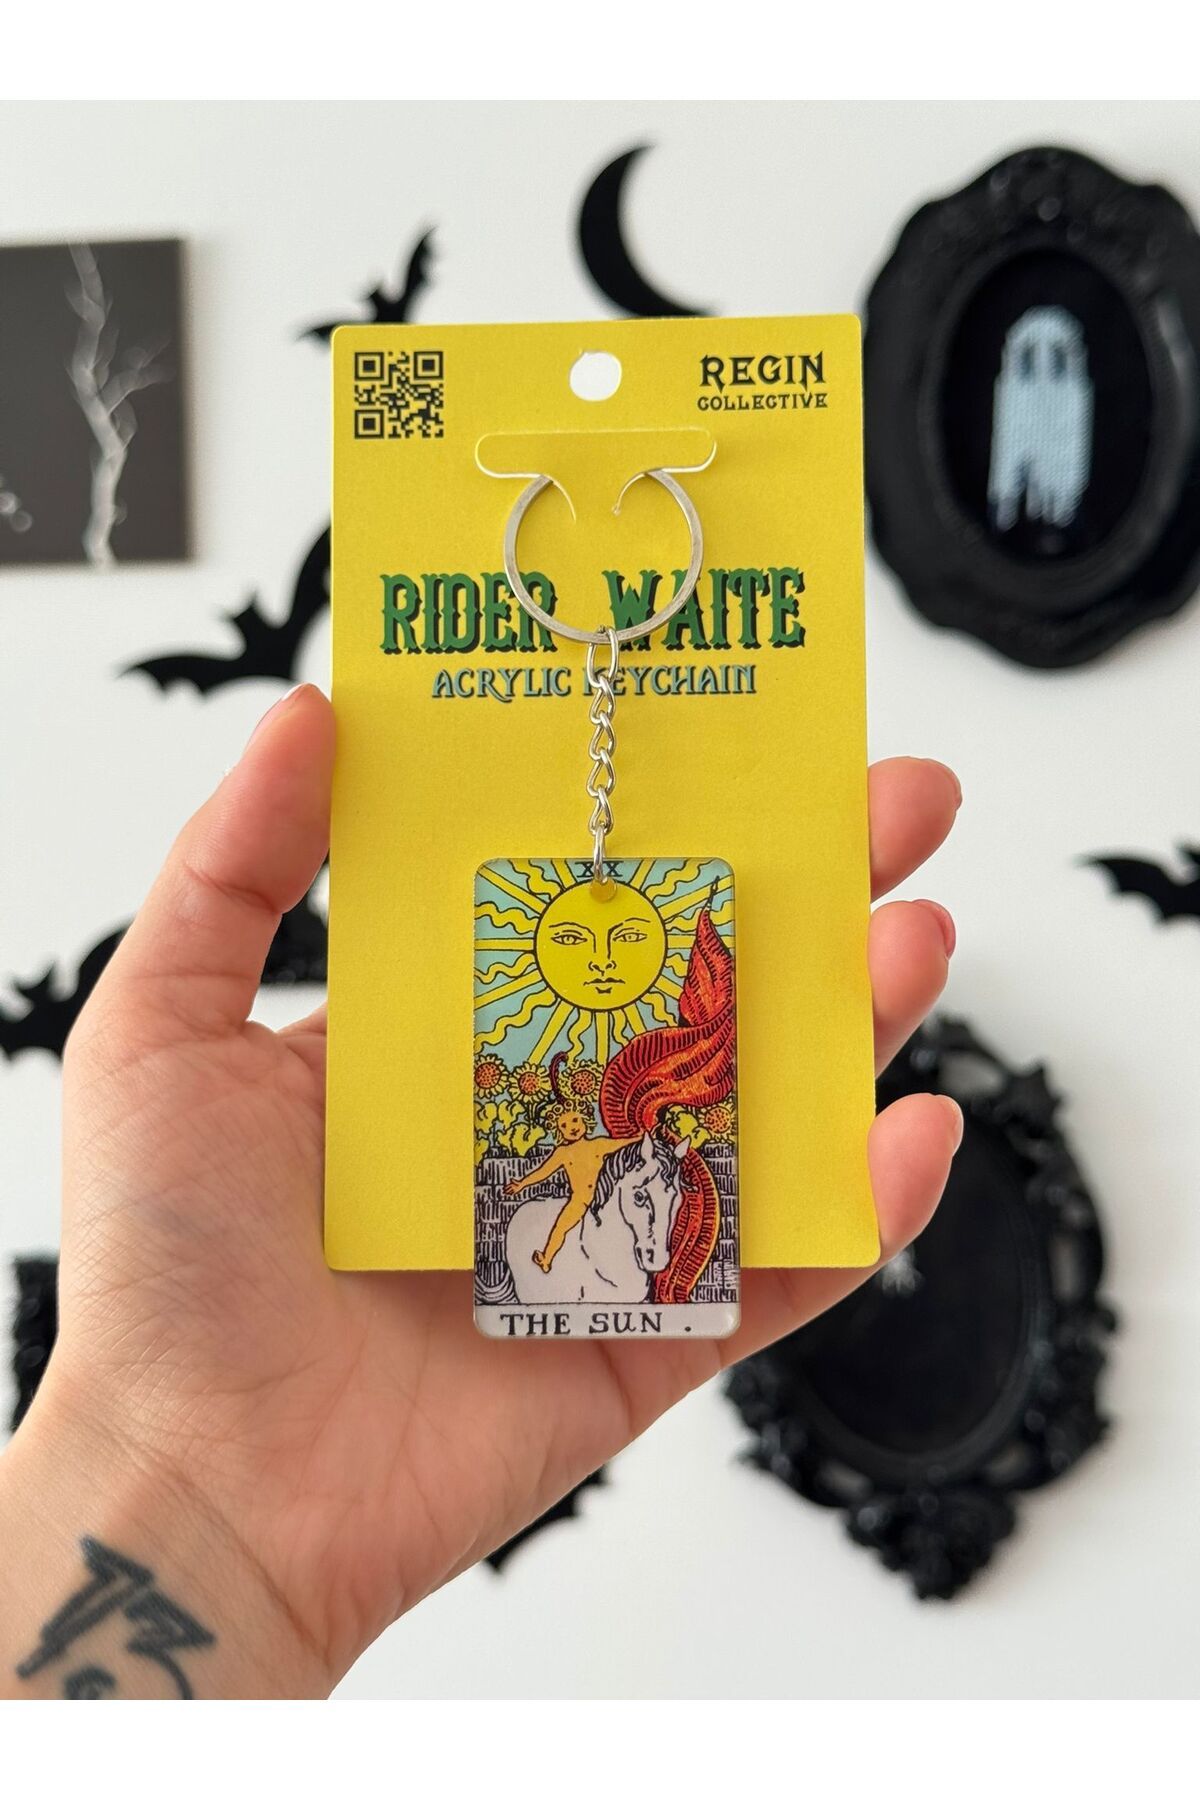 REGIN
COLLECTIVE
RIDER WAITE
ACRYLIC KEYCHAIN
XX
THE SUN .